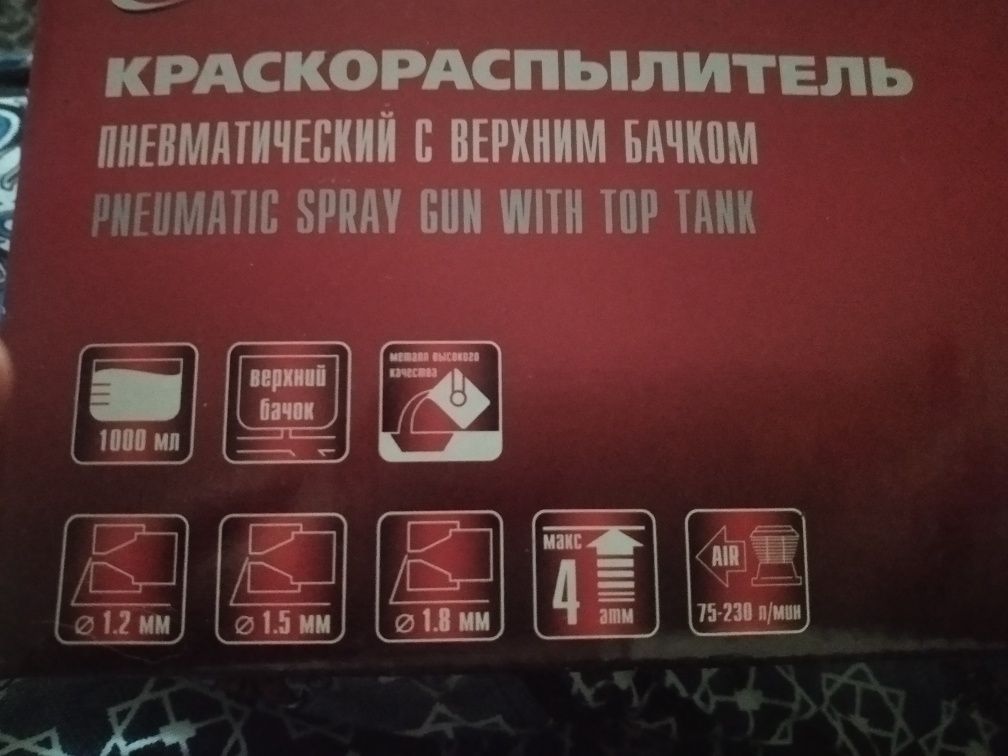 КРАСКОРАСПЫЛИТЕЛЬ
ПНЕВМАТИЧЕСКИЙ С ВЕРХНИМ БАЧКОМ
PNEUMATIC SPRAY GUN WITH TOP TANK
1000 мл
верхний
бачок
металл высокого
качества
ø 1.2 мм
ø 1.5 мм
ø 1.8 мм
макс
4
атм
AIR
75-230 л/мин